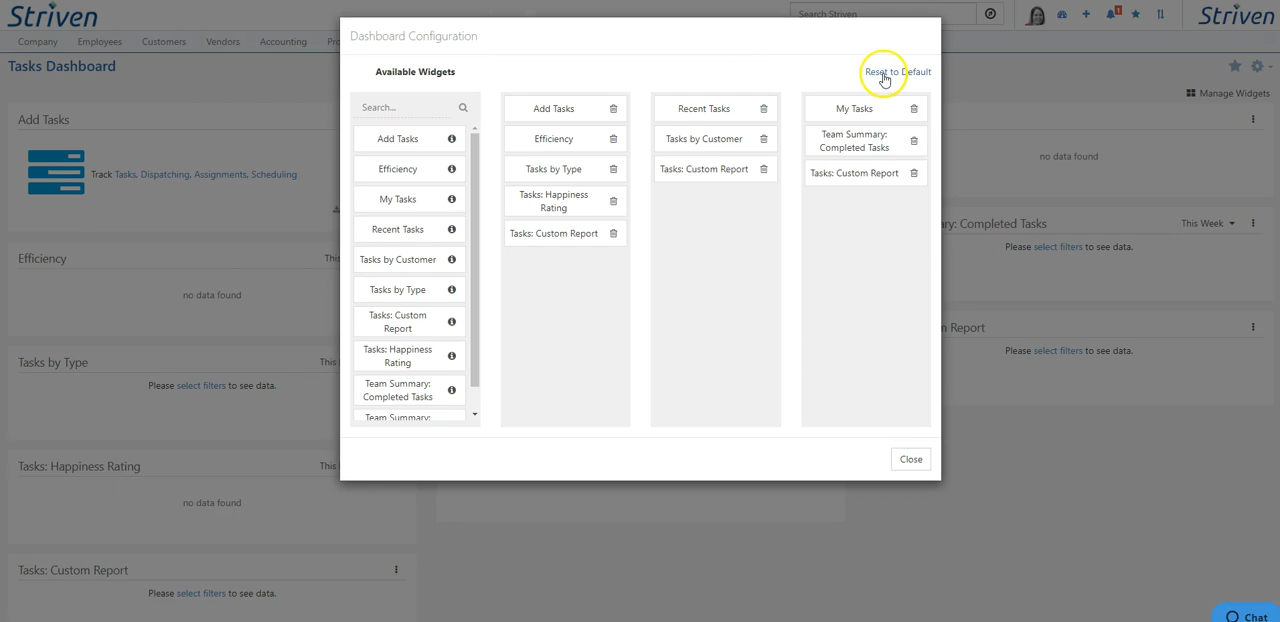 Striven
Search Striven
1
Striven
Company Employees Customers Vendors Accounting
Tasks Dashboard
Manage Widgets
Add Tasks
Track Tasks, Dispatching, Assignments, Scheduling
Efficiency
no data found
Tasks by Type
Please select filters to see data.
Tasks: Happiness Rating
no data found
Tasks: Custom Report
Please select filters to see data.
Dashboard Configuration
Available Widgets
Reset to Default
Search...
Add Tasks
Efficiency
My Tasks
Recent Tasks
Tasks by Customer
Tasks by Type
Tasks: Custom
Report
Tasks: Happiness
Rating
Team Summary:
Completed Tasks
Team Summary:
Add Tasks
Efficiency
Tasks by Type
Tasks: Happiness
Rating
Tasks: Custom Report
Recent Tasks
Tasks by Customer
Tasks: Custom Report
My Tasks
Team Summary:
Completed Tasks
Tasks: Custom Report
Close
no data found
Completed Tasks This Week
Please select filters to see data.
Report
Please select filters to see data.
Chat